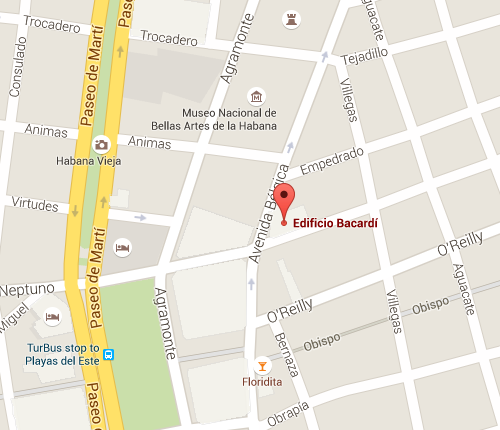 Trocadero
Trocadero
Consulado
Paseo de Martí
Paseo
Agramonte
Aguacate
Tejadillo
Villegas
Museo Nacional de
Bellas Artes de la Habana
Animas
Animas
Habana Vieja
Empedrado
Avenida Bélgica
Virtudes
Edificio Bacardí
Paseo de Martí
O'Reilly
Neptuno
Miguel
Agramonte
Aguacate
Villegas
Obispo
O'Reilly
TurBus stop to
Playas del Este
Bernaza
Obispo
Floridita
Paseo
Obrapía